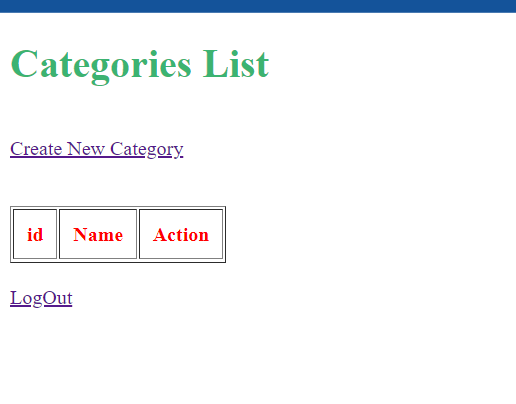 Categories List
Create New Category
id Name Action
LogOut